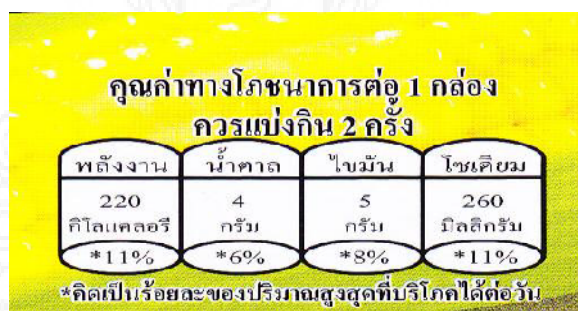 คุณค่าทางโภชนาการต่อ 1 กล่อง
ควรแบ่งกิน 2 ครั้ง
พลังงาน น้ำตาล ไขมัน โซเดียม
220 4 5 260
กิโลแคลอรี กรัม กรัม มิลลิกรัม
*11% *6% *8% *11%
*คิดเป็นร้อยละของปริมาณสูงสุดที่บริโภคได้ต่อวัน